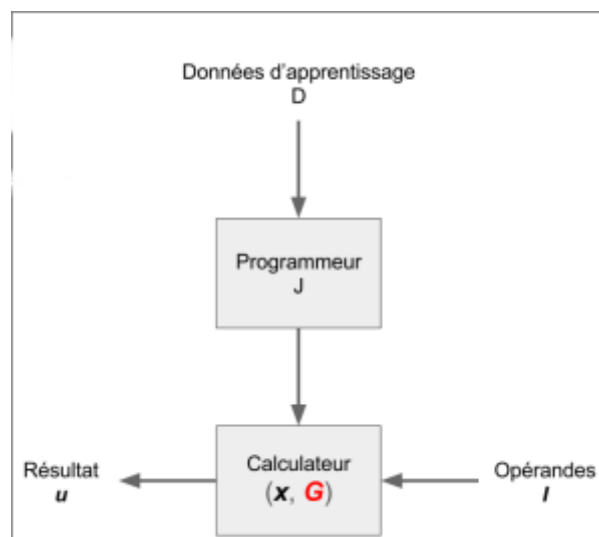 Données d'apprentissage
D
Programmeur
J
Calculateur
(x, G)
Résultat
u
Opérandes
I